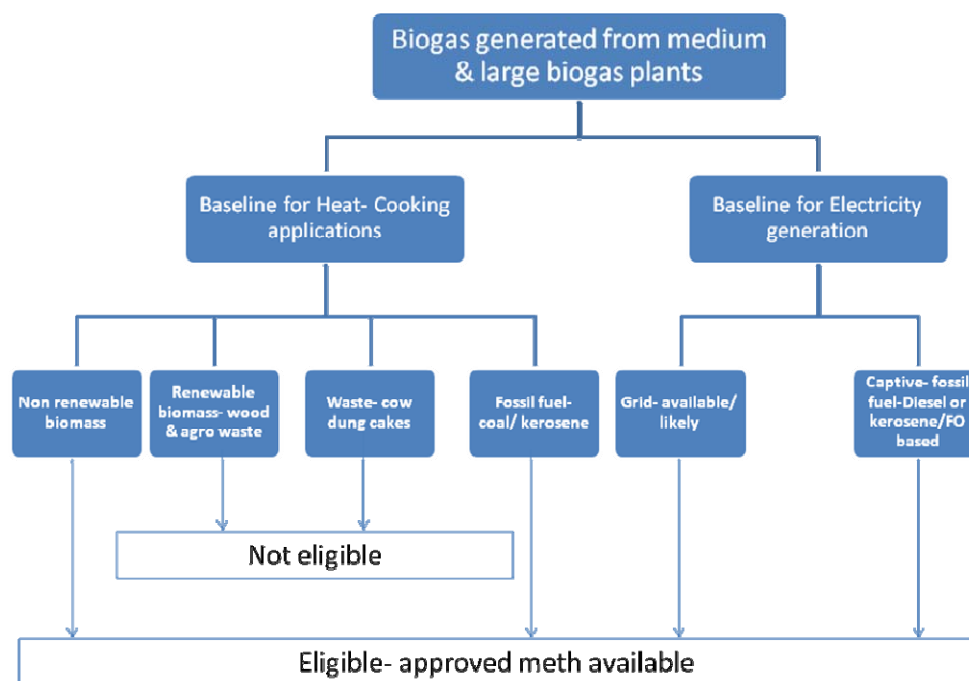 Biogas generated from medium
& large biogas plants
Baseline for Heat- Cooking
applications
Baseline for Electricity
generation
Non renewable
biomass
Renewable
biomass- wood
& agro waste
Waste- cow
dung cakes
Fossil fuel-
coal/ kerosene
Grid- available/
likely
Captive- fossil
fuel-Diesel or
kerosene/FO
based
Not eligible
Eligible- approved meth available